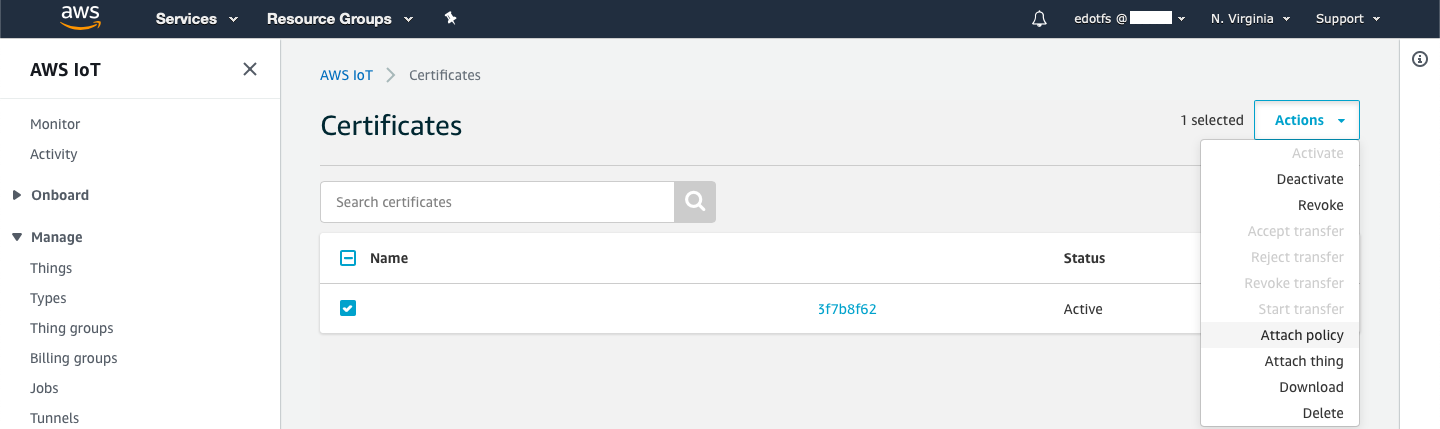 aws Services Resource Groups edotfs @ N. Virginia Support
AWS IoT
Monitor
Activity
Onboard
Manage
Things
Types
Thing groups
Billing groups
Jobs
Tunnels
AWS IoT Certificates
Certificates
1 selected Actions
Activate
Deactivate
Revoke
Accept transfer
Reject transfer
Revoke transfer
Start transfer
Attach policy
Attach thing
Download
Delete
Search certificates
Name Status
3f7b8f62 Active